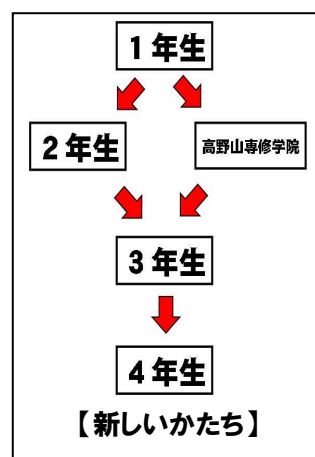 1年生
2年生
高野山専修学院
3年生
4年生
【新しいかたち】